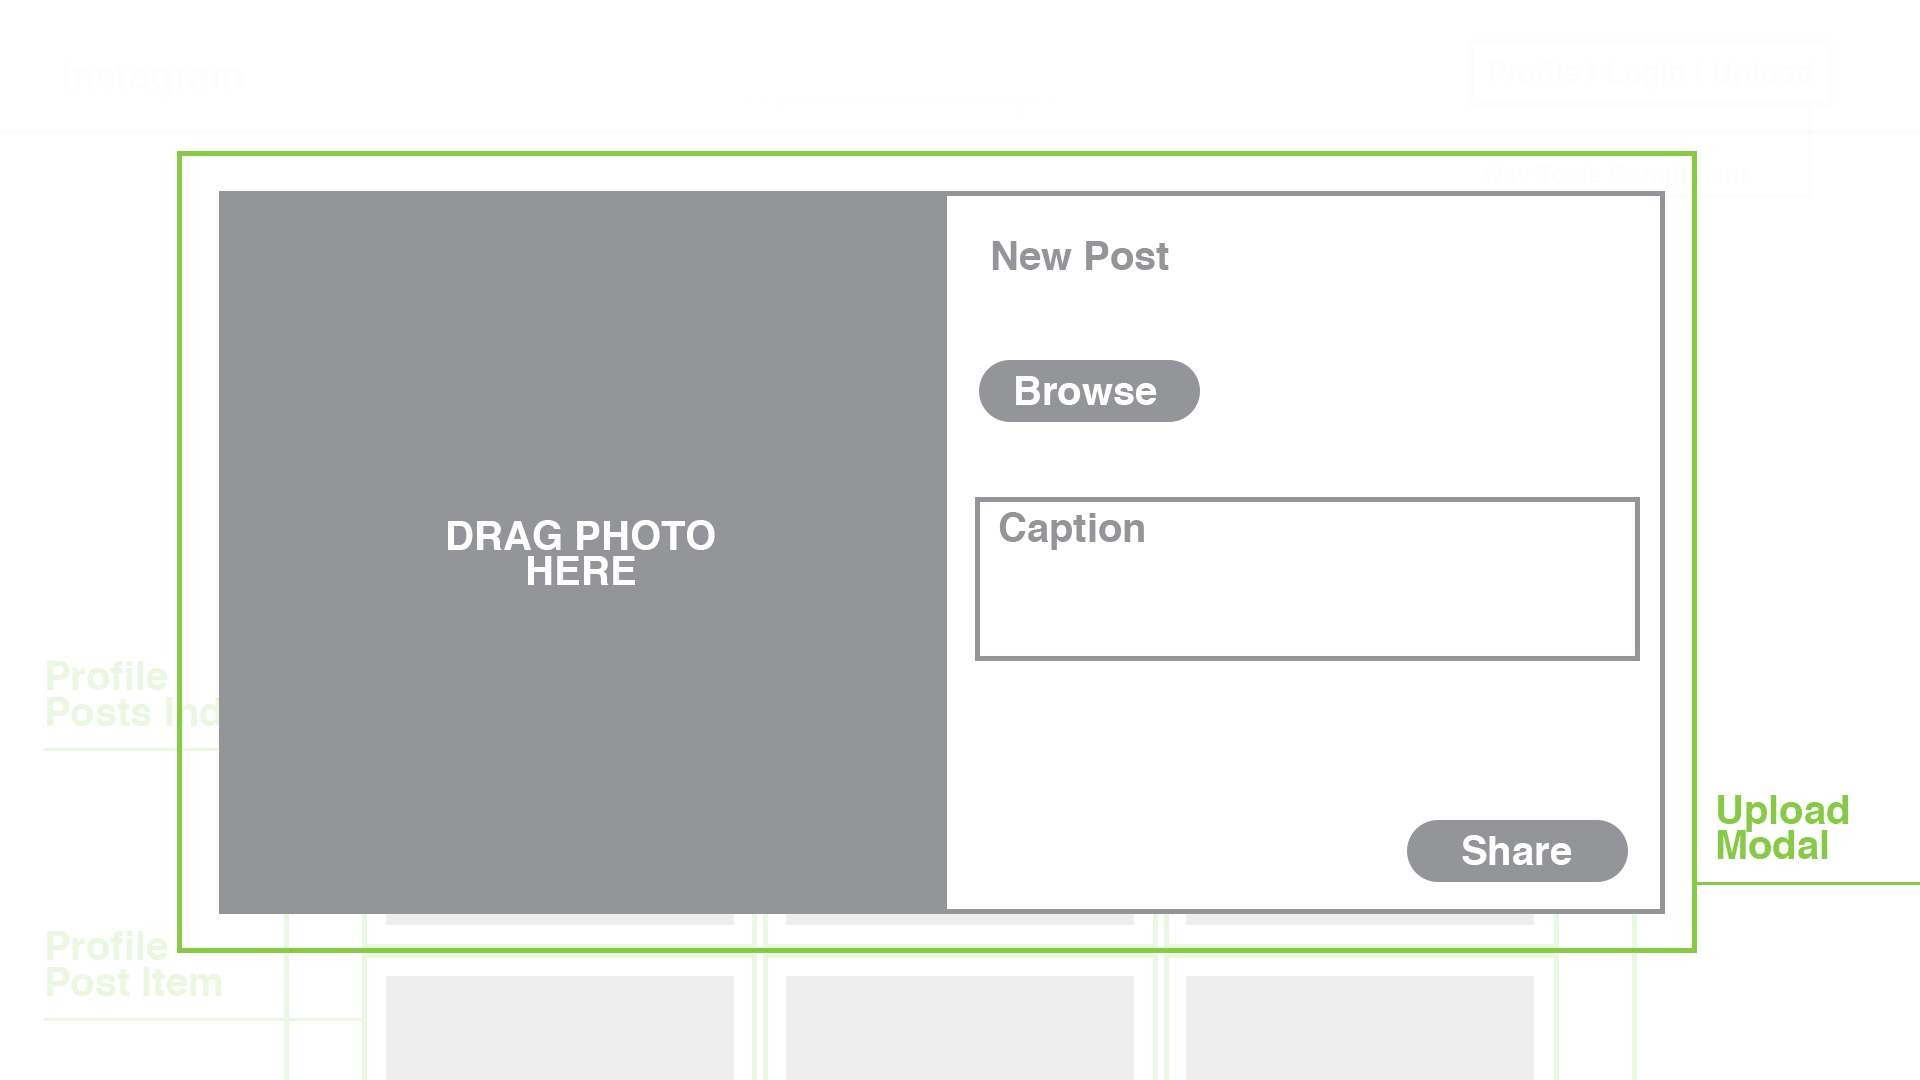 Instagram
Profile | Login | Upload
Nav Tools Component
New Post
Browse
DRAG PHOTO
HERE
Caption
Profile
Posts Ind
Upload
Modal
Share
Profile
Post Item